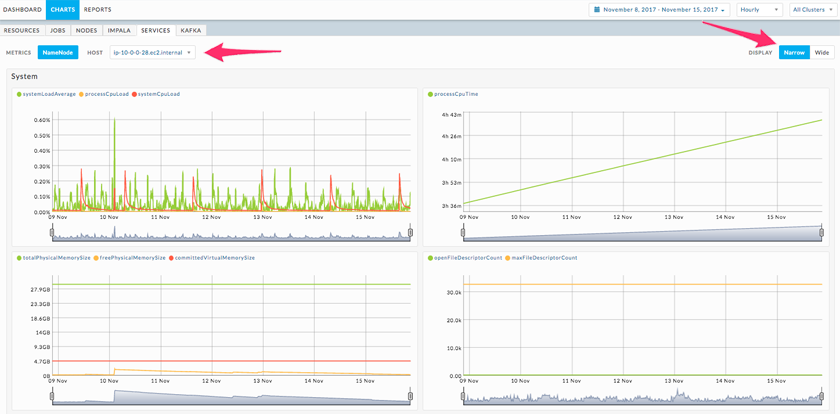 DASHBOARD CHARTS REPORTS November 8, 2017 - November 15, 2017 Hourly All Clusters
RESOURCES JOBS NODES IMPALA SERVICES KAFKA
METRICS NameNode HOST ip-10-0-0-28.ec2.internal DISPLAY Narrow Wide
System
systemLoadAverage processCpuLoad systemCpuLoad
0.60%
0.50%
0.40%
0.30%
0.20%
0.10%
0.00%
09 Nov 10 Nov 11 Nov 12 Nov 13 Nov 14 Nov 15 Nov
processCpuTime
4h 43m
4h 26m
4h 10m
3h 53m
3h 36m
09 Nov 10 Nov 11 Nov 12 Nov 13 Nov 14 Nov 15 Nov
totalPhysicalMemorySize freePhysicalMemorySize committedVirtualMemorySize
27.9GB
23.3GB
18.6GB
14GB
9.3GB
4.7GB
0B
09 Nov 10 Nov 11 Nov 12 Nov 13 Nov 14 Nov 15 Nov
openFileDescriptorCount maxFileDescriptorCount
30.0k
20.0k
10.0k
0.00
09 Nov 10 Nov 11 Nov 12 Nov 13 Nov 14 Nov 15 Nov